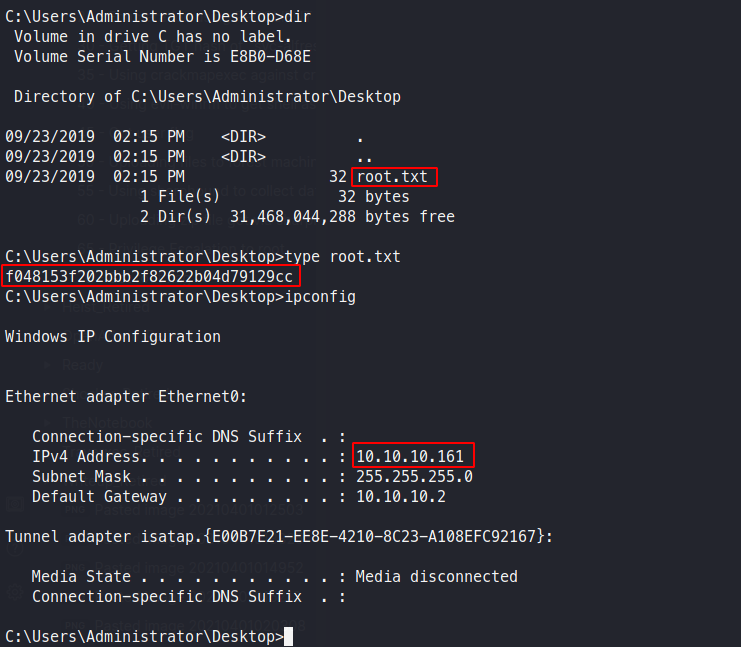 C:\Users\Administrator\Desktop>dir
 Volume in drive C has no label.
 Volume Serial Number is E8B0-D68E

 Directory of C:\Users\Administrator\Desktop

09/23/2019  02:15 PM    <DIR>          .
09/23/2019  02:15 PM    <DIR>          ..
09/23/2019  02:15 PM                32 root.txt
               1 File(s)             32 bytes
               2 Dir(s)  31,468,044,288 bytes free

C:\Users\Administrator\Desktop>type root.txt
f048153f202bbb2f82622b04d79129cc
C:\Users\Administrator\Desktop>ipconfig

Windows IP Configuration


Ethernet adapter Ethernet0:

   Connection-specific DNS Suffix  . :
   IPv4 Address. . . . . . . . . . . : 10.10.10.161
   Subnet Mask . . . . . . . . . . . : 255.255.255.0
   Default Gateway . . . . . . . . . : 10.10.10.2

Tunnel adapter isatap.{E00B7E21-EE8E-4210-8C23-A108EFC92167}:

   Media State . . . . . . . . . . . : Media disconnected
   Connection-specific DNS Suffix  . :

C:\Users\Administrator\Desktop>